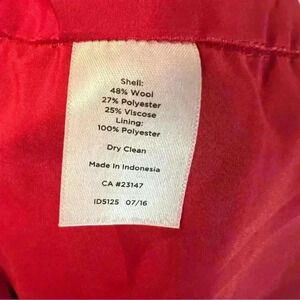 Shell:
48% Wool
27% Polyester
25% Viscose
Lining:
100% Polyester
Dry Clean
Made In Indonesia
CA #23147
ID5125 07/16